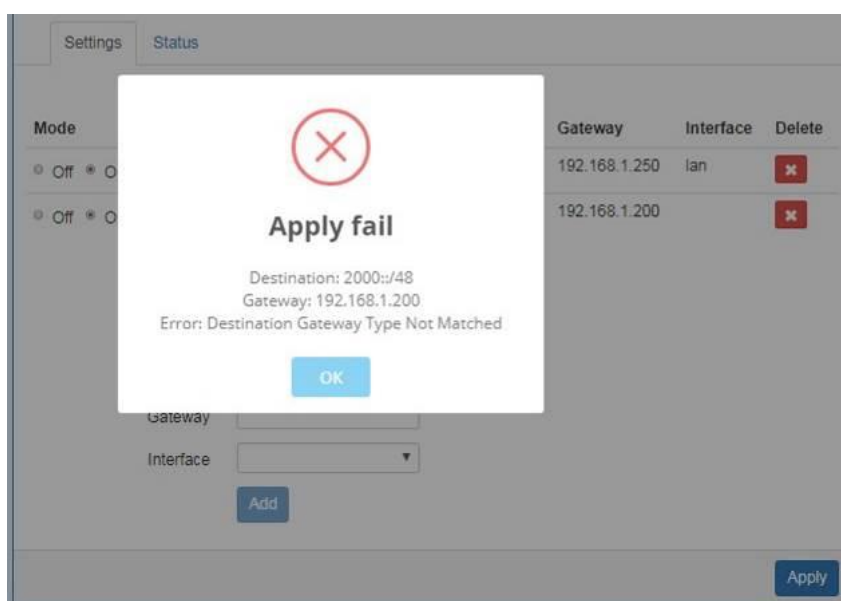 Settings Status
Mode Gateway Interface Delete
Off O 192.168.1.250 lan
Off O 192.168.1.200
Apply fail
Destination: 2000::/48
Gateway: 192.168.1.200
Error: Destination Gateway Type Not Matched
OK
Gateway
Interface
Add
Apply